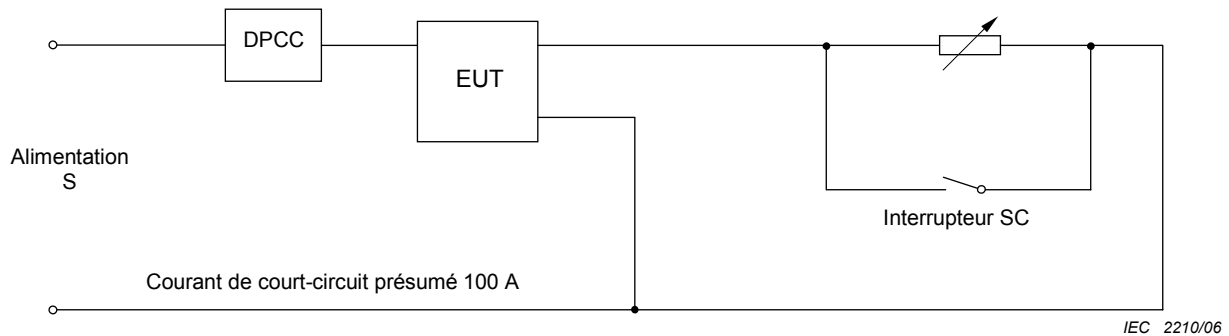 DPCC
EUT
Alimentation
S
Interrupteur SC
Courant de court-circuit présumé 100 A
IEC 2210/06